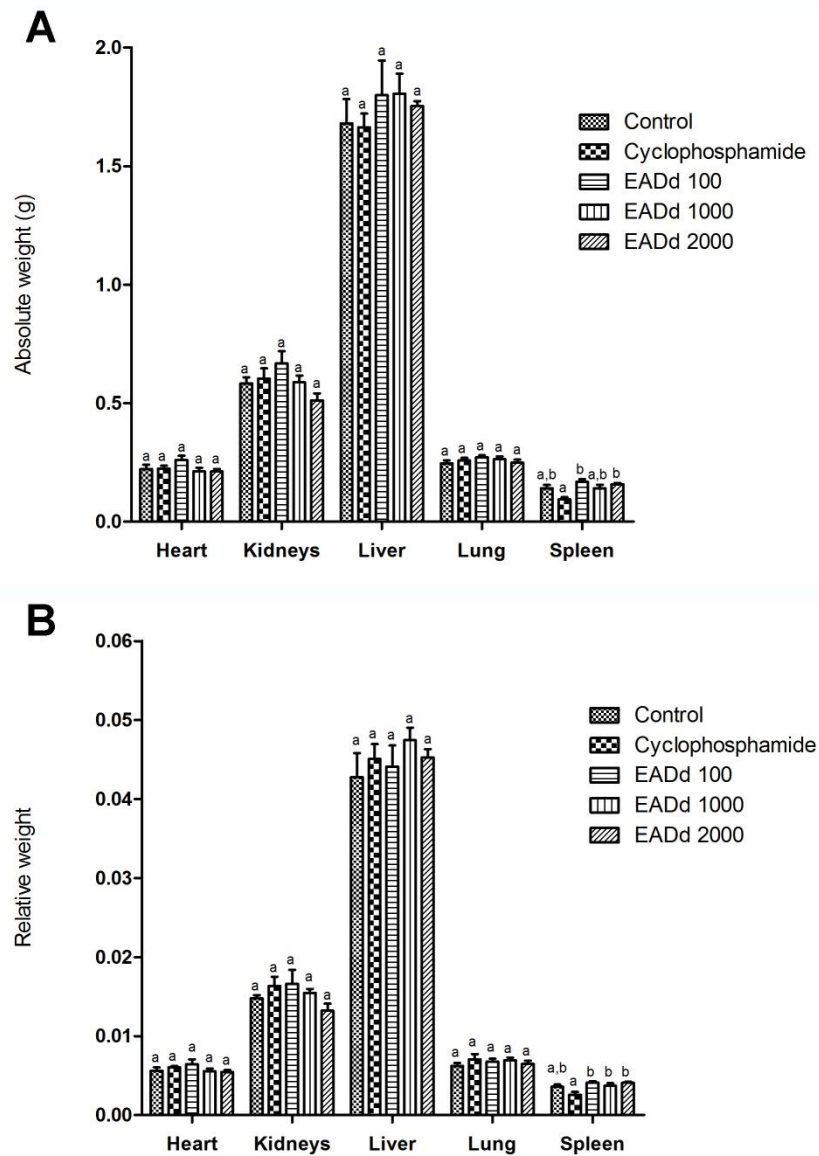 A
Absolute weight (g)
2.0
1.5
1.0
0.5
0.0
a a a a a
a a a a a
a a a a a
a a a a a
a,b a b a,b b
Heart Kidneys Liver Lung Spleen
Control
Cyclophosphamide
EADd 100
EADd 1000
EADd 2000
B
Relative weight
0.06
0.05
0.04
0.03
0.02
0.01
0.00
a a a a a
a a a a a
a a a a a
a a a a a
a,b a b b b
Heart Kidneys Liver Lung Spleen
Control
Cyclophosphamide
EADd 100
EADd 1000
EADd 2000